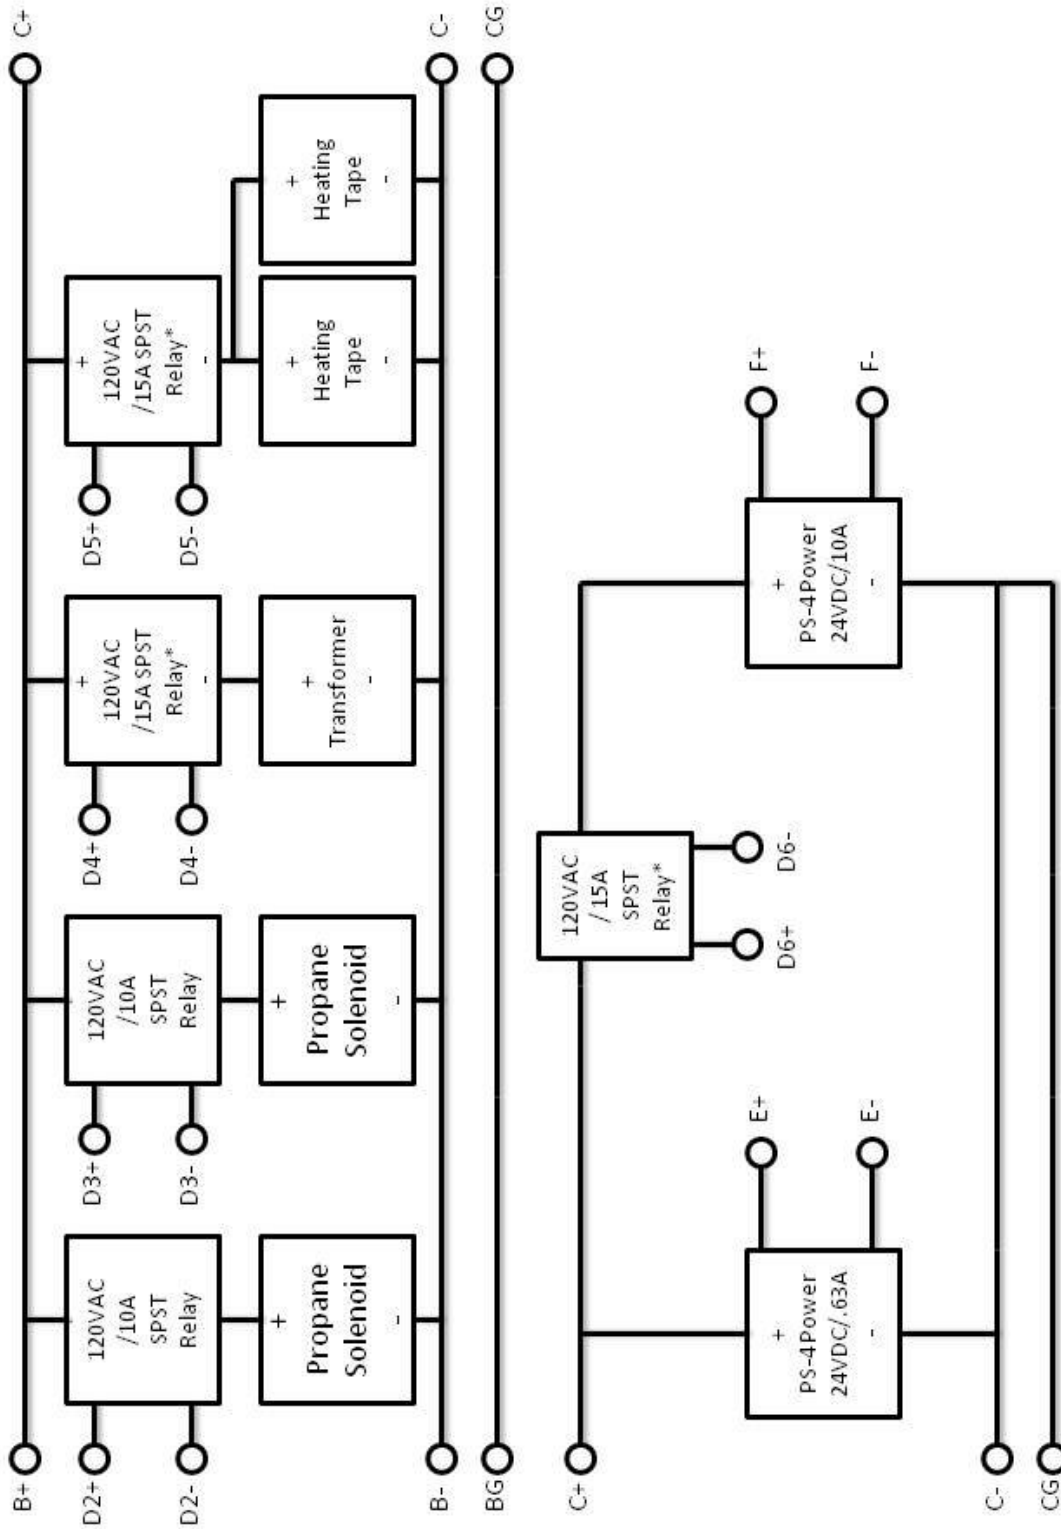 B+
C+
D2+
D2-
120VAC
/10A
SPST
Relay
+
Propane
Solenoid
-
D3+
D3-
120VAC
/10A
SPST
Relay
+
Propane
Solenoid
-
D4+
D4-
+
120VAC
/15A SPST
Relay*
-
+
Transformer
-
D5+
D5-
+
120VAC
/15A SPST
Relay*
-
+
Heating
Tape
-
+
Heating
Tape
-
B-
C-
BG
CG
C+
120VAC
/15A
SPST
Relay*
D6+
D6-
+
PS-4Power
24VDC/.63A
-
E+
E-
+
PS-4Power
24VDC/10A
-
F+
F-
C-
CG